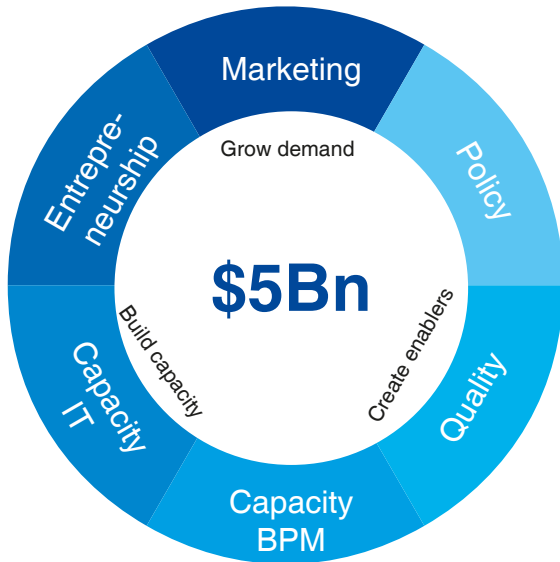 Marketing
Policy
Quality
Capacity
BPM
Capacity
IT
Entrepre-
neurship
Grow demand
Create enablers
Build capacity
$5Bn